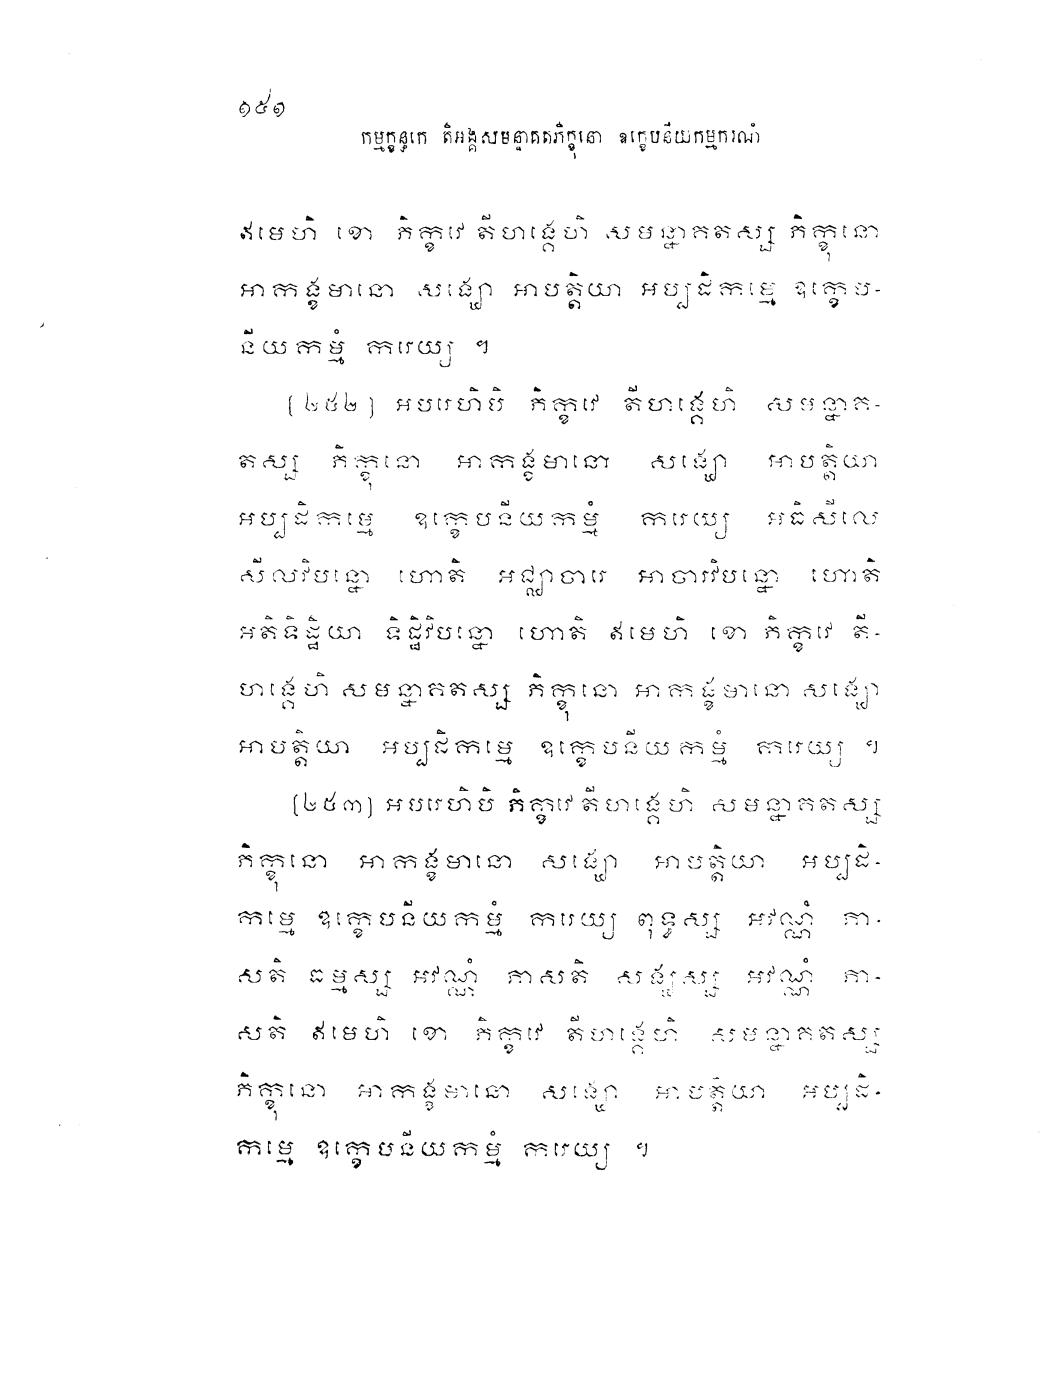 ១៥១
កម្មក្ខន្ធកេ តិអង្គសមន្នាគតភិក្ខុនោ ឧក្ខេបនីយកម្មករណំ
ឥមេហិ ខោ ភិក្ខវេ តីហង្គេហិ សមន្នាគតស្ស ភិក្ខុនោ
អាកង្ខមានោ សង្ឃោ អាបត្តិយា អប្បដិកម្មេ ឧក្ខេប-
នីយកម្មំ ករេយ្យ ។
[២៥២] អបរេហិបិ ភិក្ខវេ តីហង្គេហិ សមន្នាគ-
តស្ស ភិក្ខុនោ អាកង្ខមានោ សង្ឃោ អាបត្តិយា
អប្បដិកម្មេ ឧក្ខេបនីយកម្មំ ករេយ្យ អធិសីលេ
សីលវិបន្នោ ហោតិ អជ្ឈាចារេ អាចារវិបន្នោ ហោតិ
អតិទិដ្ឋិយា ទិដ្ឋិវិបន្នោ ហោតិ ឥមេហិ ខោ ភិក្ខវេ តី-
ហង្គេហិ សមន្នាគតស្ស ភិក្ខុនោ អាកង្ខមានោ សង្ឃោ
អាបត្តិយា អប្បដិកម្មេ ឧក្ខេបនីយកម្មំ ករេយ្យ ។
[២៥៣] អបរេហិបិ ភិក្ខវេ តីហង្គេហិ សមន្នាគតស្ស
ភិក្ខុនោ អាកង្ខមានោ សង្ឃោ អាបត្តិយា អប្បដិ-
កម្មេ ឧក្ខេបនីយកម្មំ ករេយ្យ ពុទ្ធស្ស អវណ្ណំ ភា-
សតិ ធម្មស្ស អវណ្ណំ ភាសតិ សង្ឃស្ស អវណ្ណំ ភា-
សតិ ឥមេហិ ខោ ភិក្ខវេ តីហង្គេហិ សមន្នាគតស្ស
ភិក្ខុនោ អាកង្ខមានោ សង្ឃោ អាបត្តិយា អប្បដិ-
កម្មេ ឧក្ខេបនីយកម្មំ ករេយ្យ ។